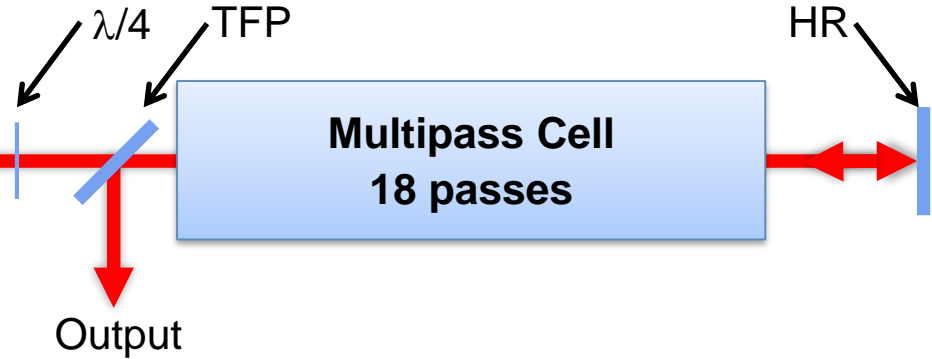 λ/4
TFP
HR
Multipass Cell
18 passes
Output